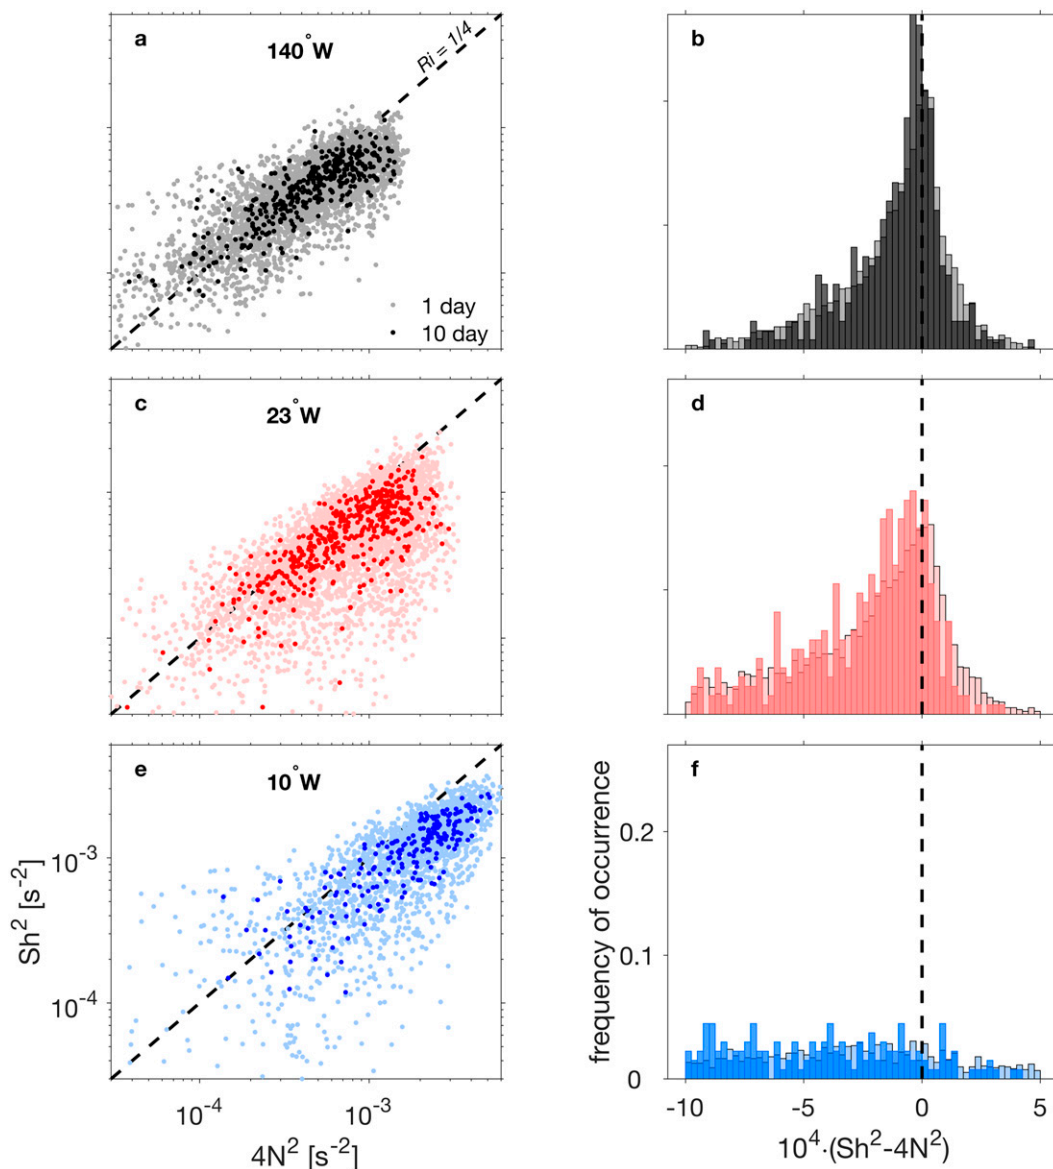 a
140°W
Ri = 1/4
1 day
10 day
b
c
23°W
d
e
10°W
Sh² [s⁻²]
10⁻³
10⁻⁴
10⁻⁴
10⁻³
4N² [s⁻²]
f
frequency of occurrence
0.2
0.1
0
-10
-5
0
5
10⁴·(Sh²-4N²)